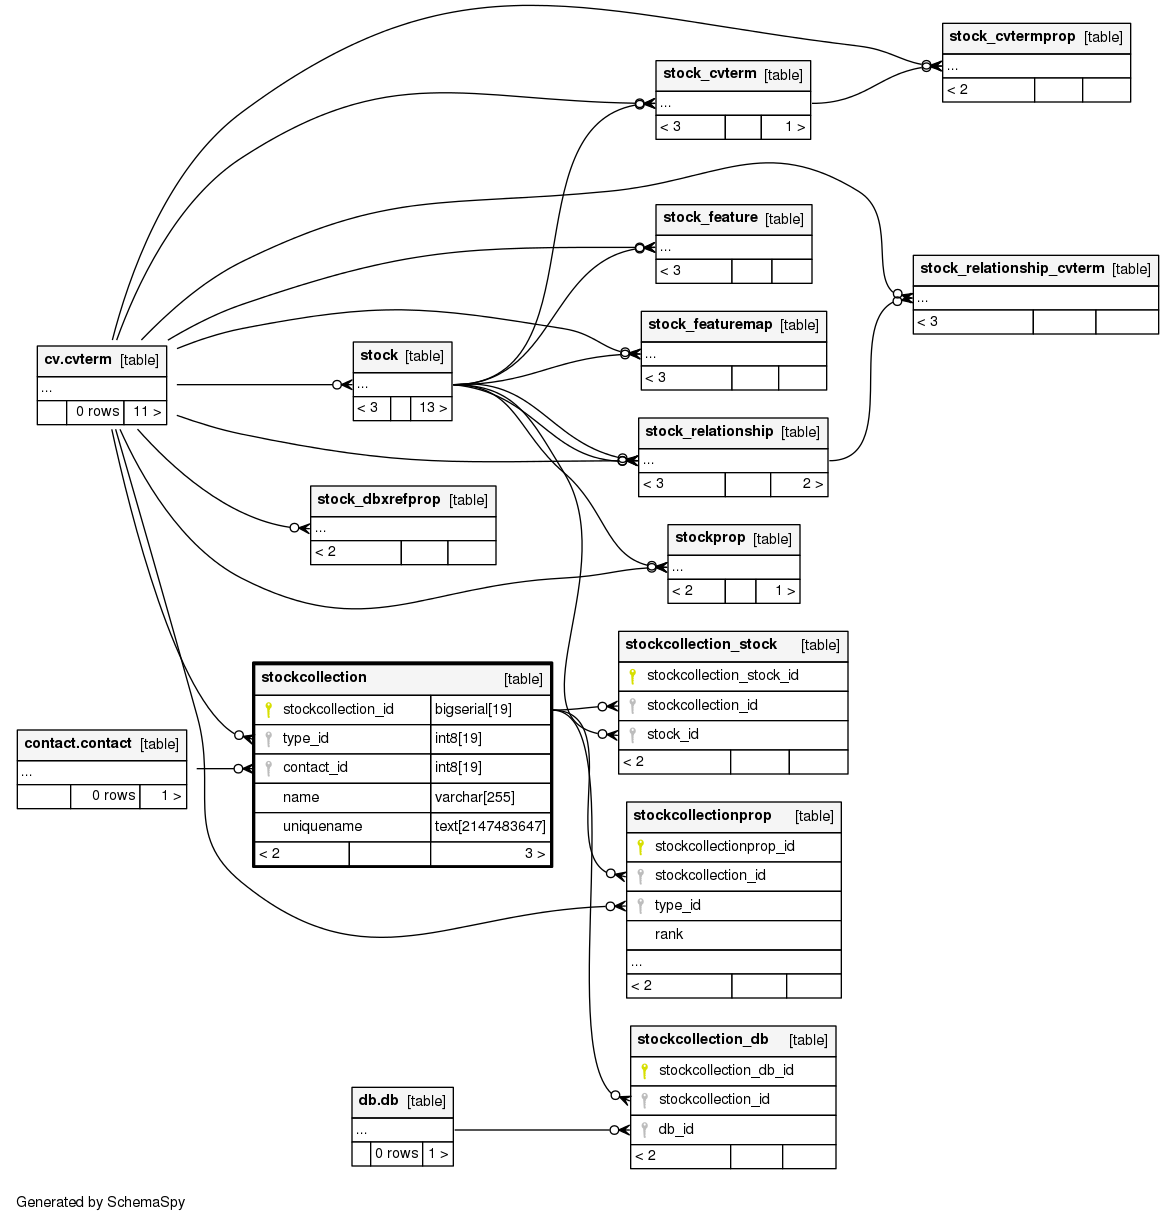 stock_cvtermprop [table]
...
< 2
stock_cvterm [table]
...
< 3 1 >
stock_feature [table]
...
< 3
stock_relationship_cvterm [table]
...
< 3
stock_featuremap [table]
...
< 3
cv.cvterm [table]
...
0 rows 11 >
stock [table]
...
< 3 13 >
stock_relationship [table]
...
< 3 2 >
stock_dbxrefprop [table]
...
< 2
stockprop [table]
...
< 2 1 >
stockcollection [table]
stockcollection_id bigserial[19]
type_id int8[19]
contact_id int8[19]
name varchar[255]
uniquename text[2147483647]
< 2 3 >
contact.contact [table]
...
0 rows 1 >
stockcollection_stock [table]
stockcollection_stock_id
stockcollection_id
stock_id
< 2
stockcollectionprop [table]
stockcollectionprop_id
stockcollection_id
type_id
rank
...
< 2
stockcollection_db [table]
stockcollection_db_id
stockcollection_id
db_id
< 2
db.db [table]
...
0 rows 1 >
Generated by SchemaSpy